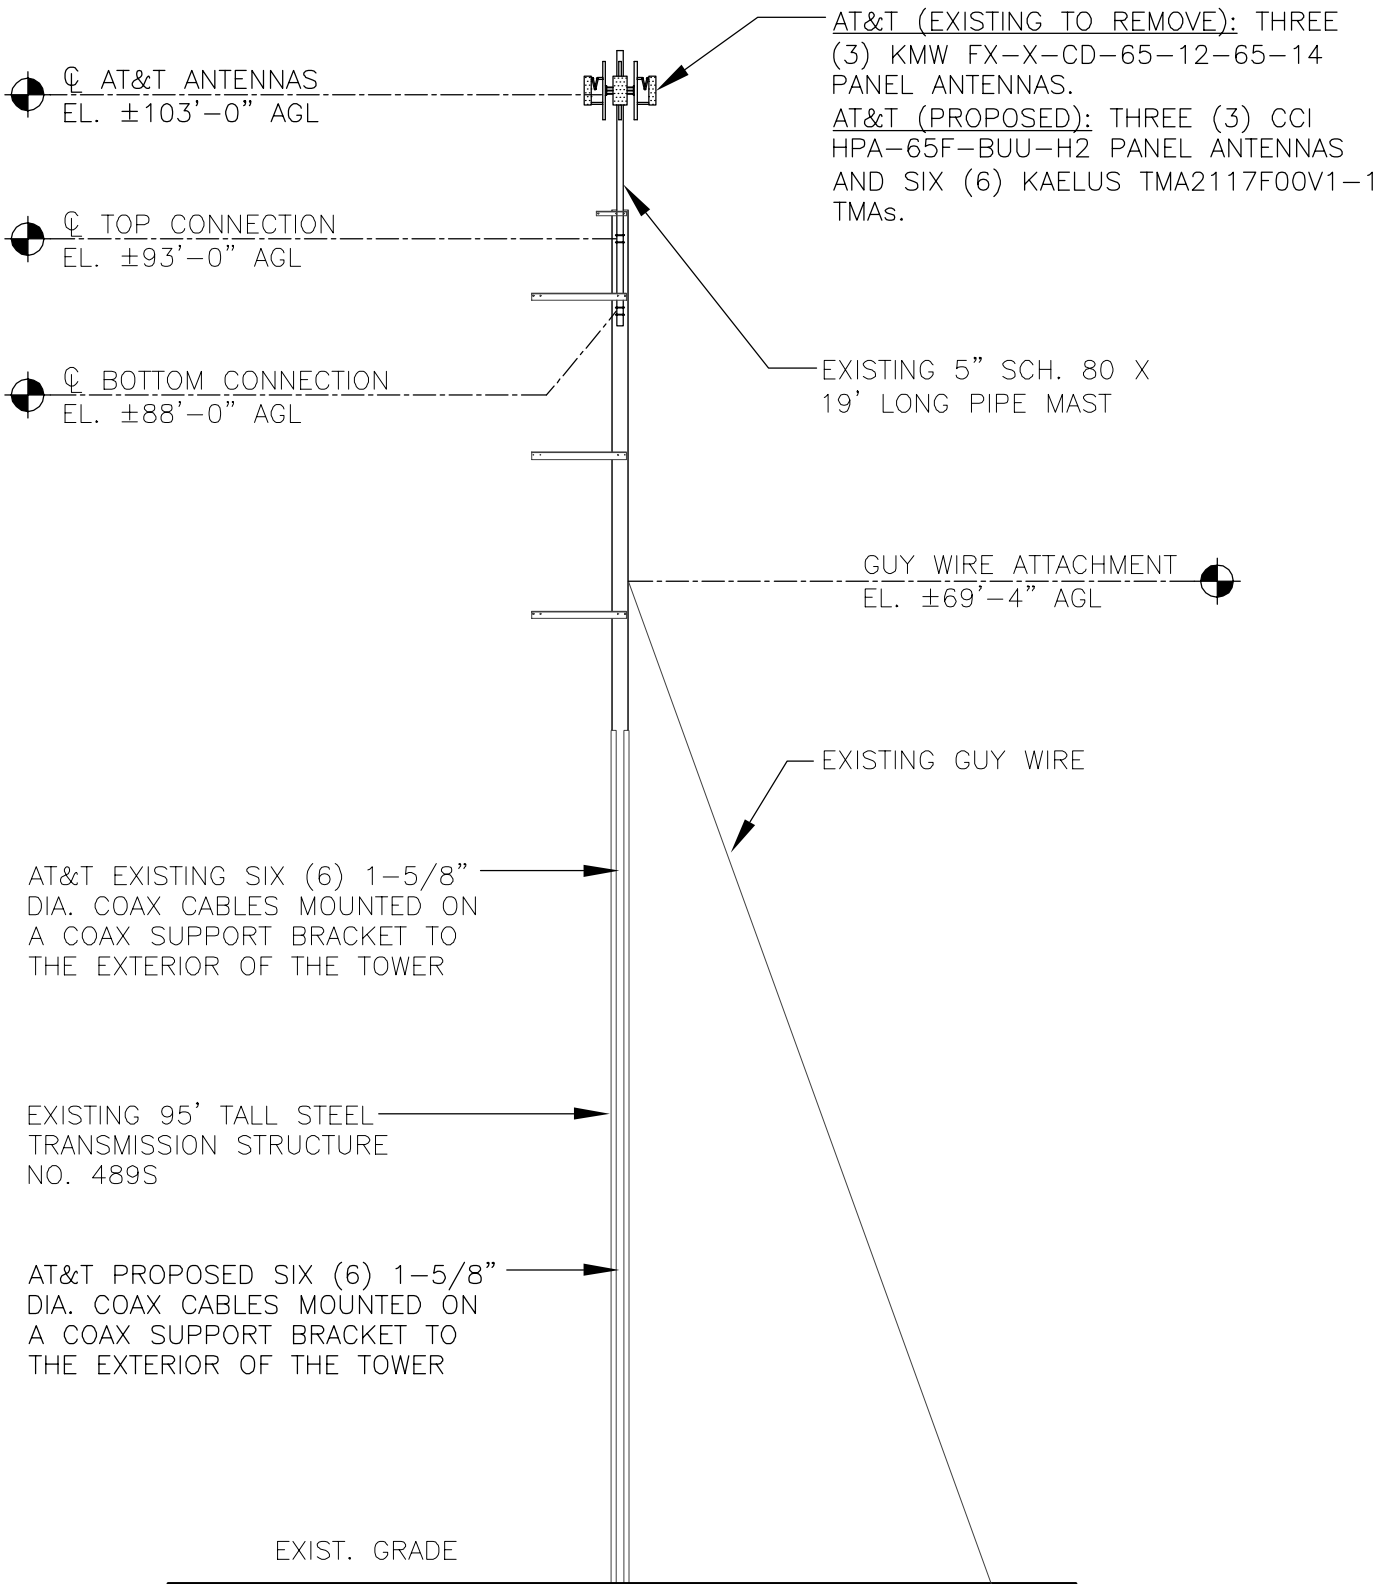 AT&T (EXISTING TO REMOVE): THREE
(3) KMW FX-X-CD-65-12-65-14
PANEL ANTENNAS.
AT&T (PROPOSED): THREE (3) CCI
HPA-65F-BUU-H2 PANEL ANTENNAS
AND SIX (6) KAELUS TMA2117F00V1-1
TMAs.
℄ AT&T ANTENNAS
EL. ±103'-0" AGL
℄ TOP CONNECTION
EL. ±93'-0" AGL
℄ BOTTOM CONNECTION
EL. ±88'-0" AGL
EXISTING 5" SCH. 80 X
19' LONG PIPE MAST
GUY WIRE ATTACHMENT
EL. ±69'-4" AGL
EXISTING GUY WIRE
AT&T EXISTING SIX (6) 1-5/8"
DIA. COAX CABLES MOUNTED ON
A COAX SUPPORT BRACKET TO
THE EXTERIOR OF THE TOWER
EXISTING 95' TALL STEEL
TRANSMISSION STRUCTURE
NO. 489S
AT&T PROPOSED SIX (6) 1-5/8"
DIA. COAX CABLES MOUNTED ON
A COAX SUPPORT BRACKET TO
THE EXTERIOR OF THE TOWER
EXIST. GRADE